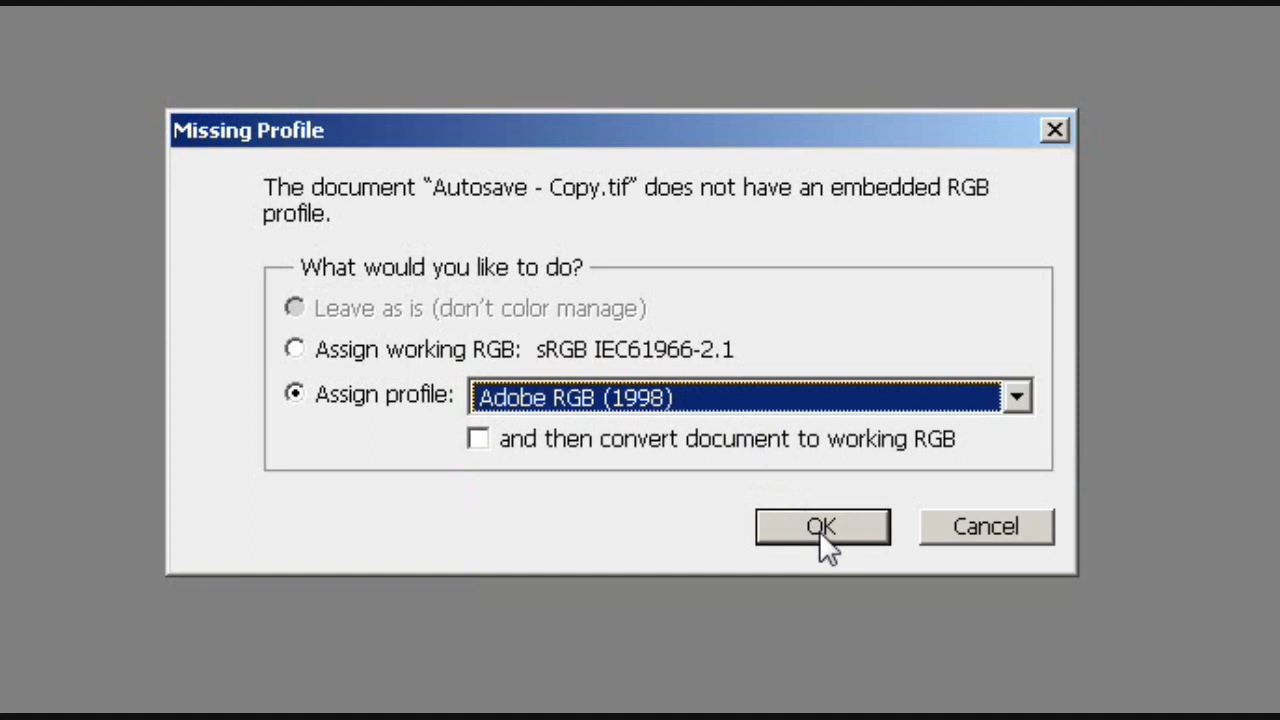 Missing Profile
The document “Autosave - Copy.tif” does not have an embedded RGB
profile.
What would you like to do?
Leave as is (don't color manage)
Assign working RGB: sRGB IEC61966-2.1
Assign profile: Adobe RGB (1998)
and then convert document to working RGB
OK Cancel